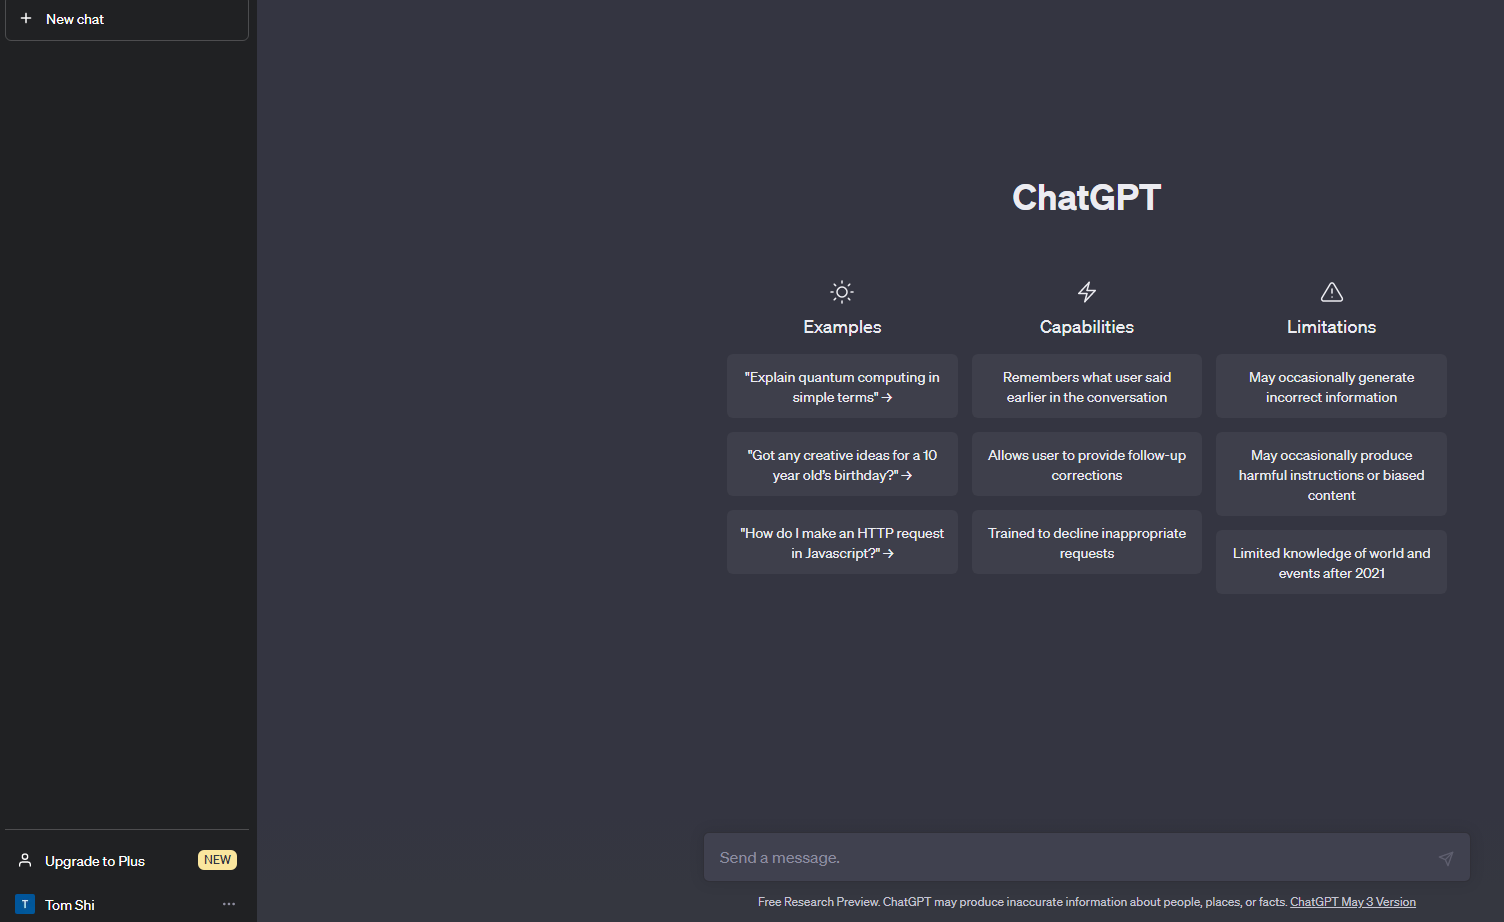 New chat
ChatGPT
Examples
"Explain quantum computing in
simple terms" →
"Got any creative ideas for a 10
year old's birthday?" →
"How do I make an HTTP request
in Javascript?" →
Capabilities
Remembers what user said
earlier in the conversation
Allows user to provide follow-up
corrections
Trained to decline inappropriate
requests
Limitations
May occasionally generate
incorrect information
May occasionally produce
harmful instructions or biased
content
Limited knowledge of world and
events after 2021
Upgrade to Plus NEW
T Tom Shi
Send a message.
Free Research Preview. ChatGPT may produce inaccurate information about people, places, or facts. ChatGPT May 3 Version